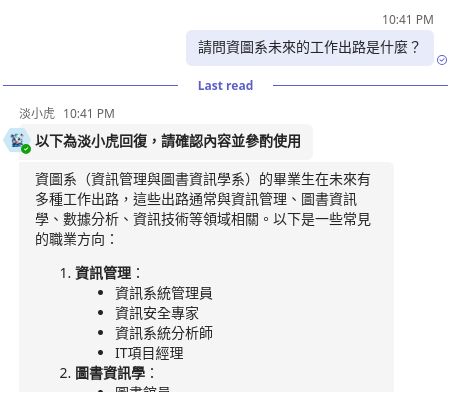 10:41 PM
請問資圖系未來的工作出路是什麼？
Last read
淡小虎 10:41 PM
以下為淡小虎回復，請確認內容並參酌使用
資圖系（資訊管理與圖書資訊學系）的畢業生在未來有
多種工作出路，這些出路通常與資訊管理、圖書資訊
學、數據分析、資訊技術等領域相關。以下是一些常見
的職業方向：
1. 資訊管理：
• 資訊系統管理員
• 資訊安全專家
• 資訊系統分析師
• IT項目經理
2. 圖書資訊學：
• 圖書館員